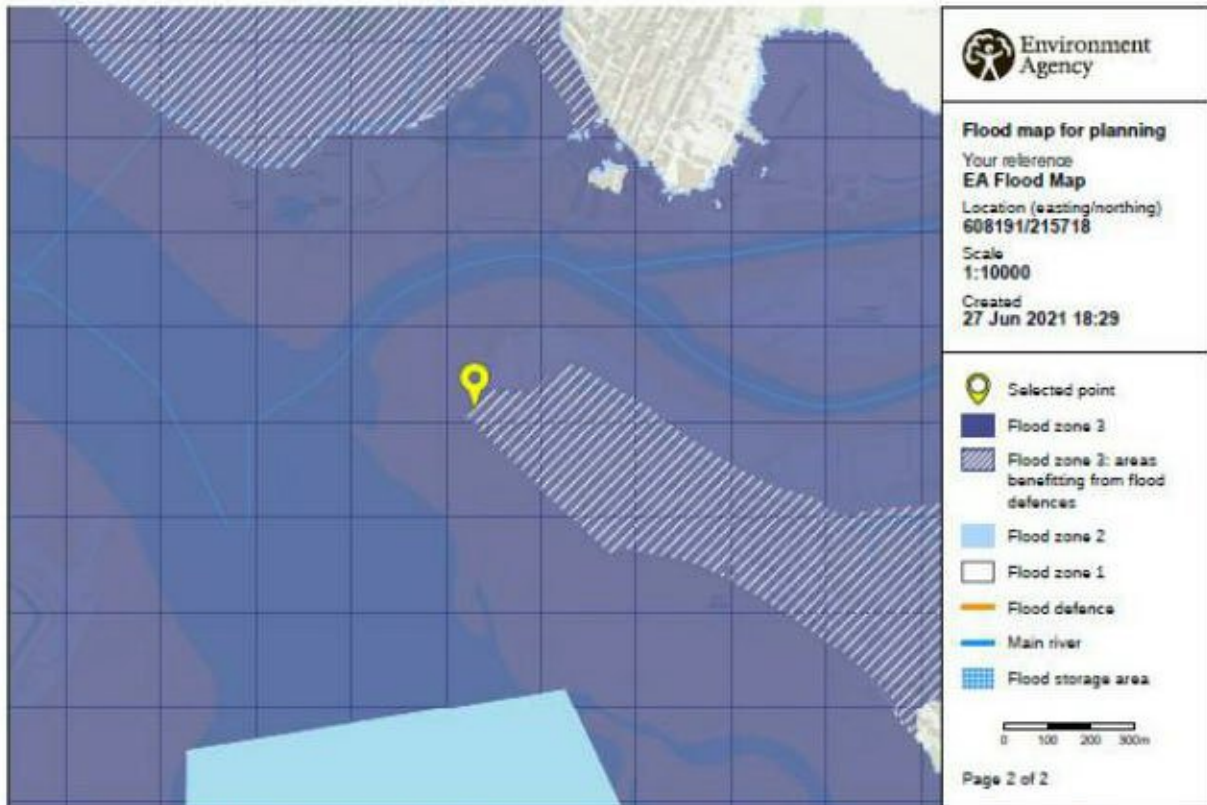 Environment
Agency
Flood map for planning
Your reference
EA Flood Map
Location (easting/northing)
608191/215718
Scale
1:10000
Created
27 Jun 2021 18:29
Selected point
Flood zone 3
Flood zone 3: areas
benefitting from flood
defences
Flood zone 2
Flood zone 1
Flood defence
Main river
Flood storage area
0 100 200 300m
Page 2 of 2